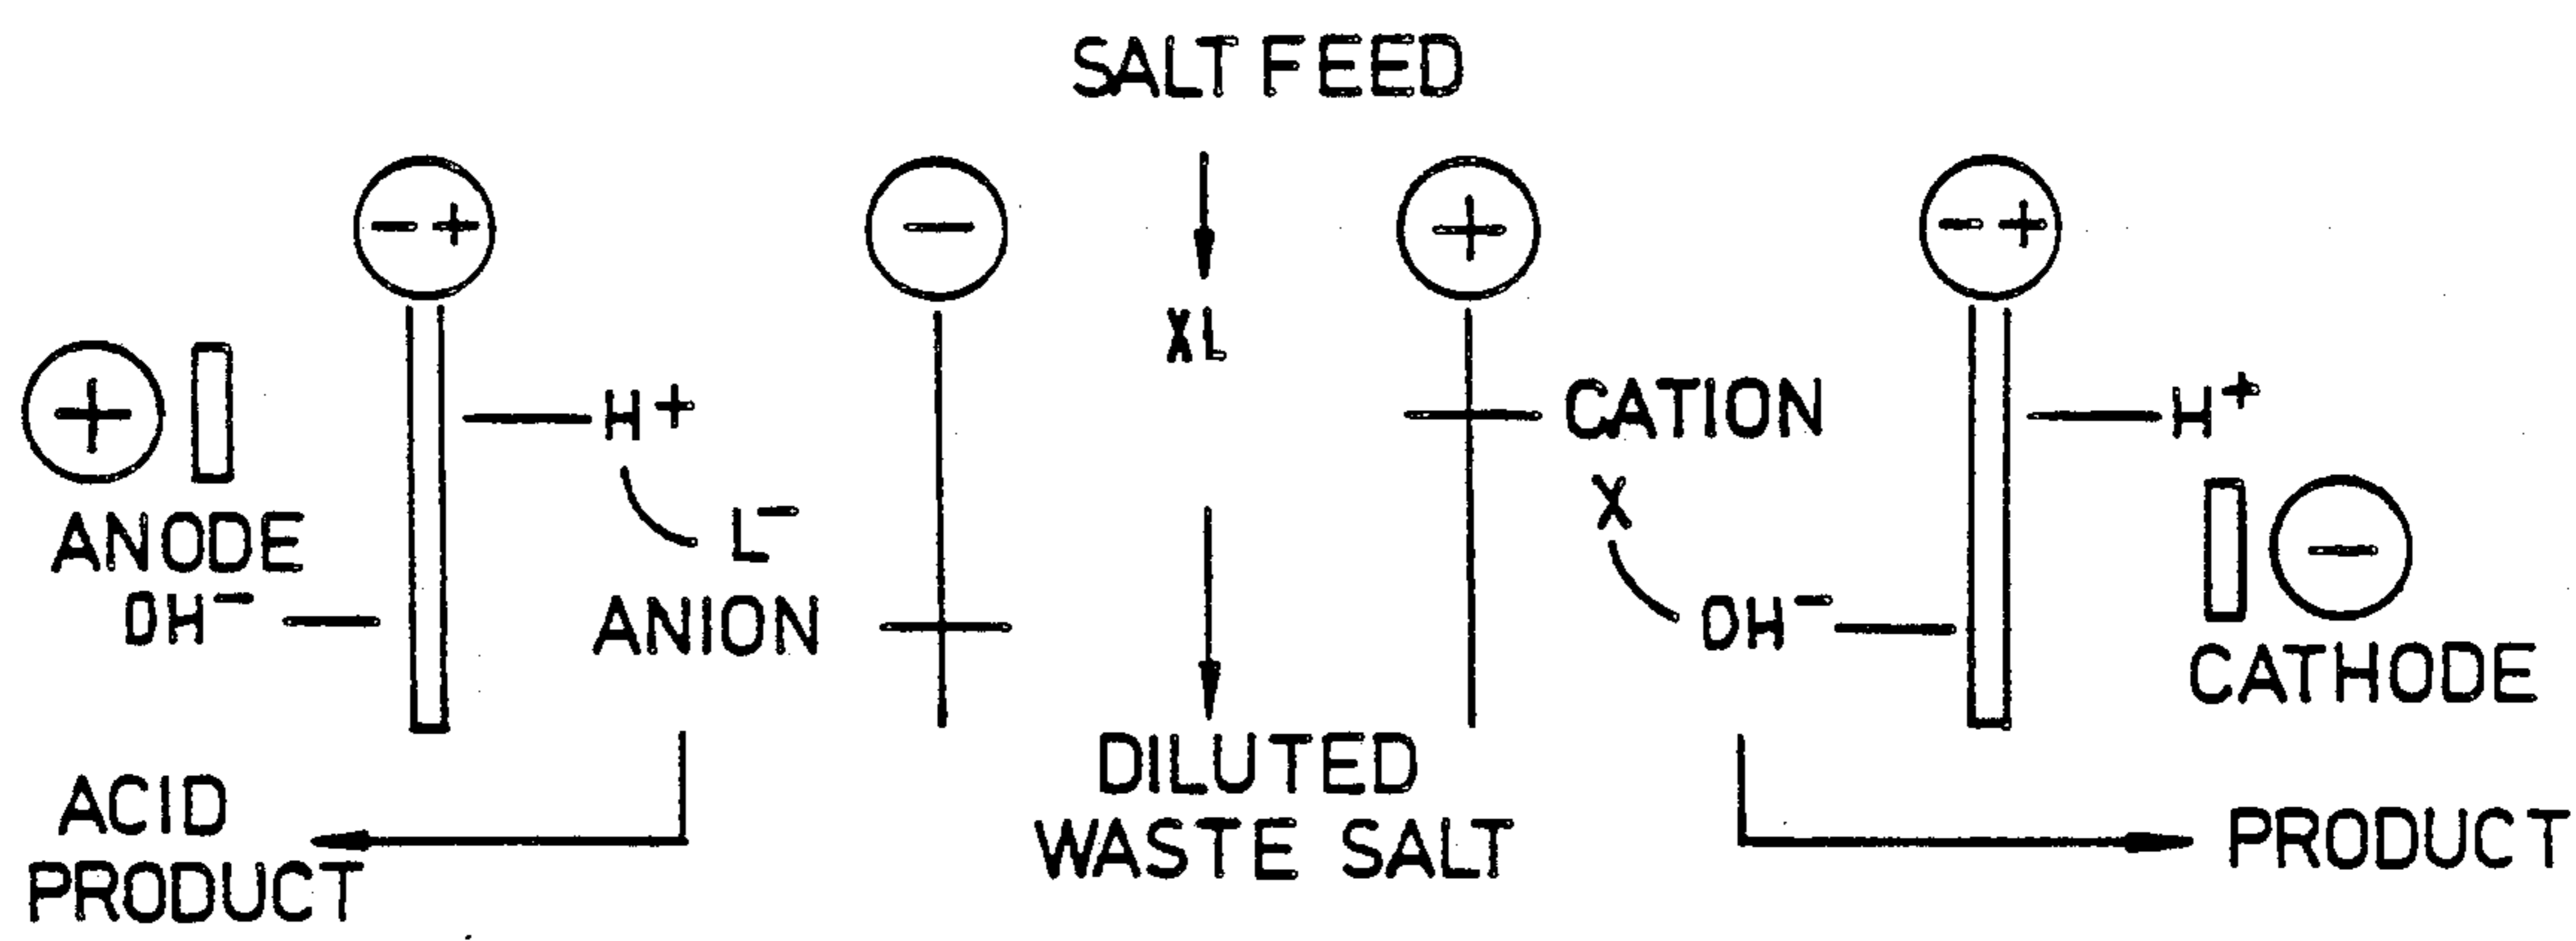 SALT FEED
- +
-
+
- +
XL
+
ANODE
OH⁻
H⁺
L⁻
ANION
CATION
X
OH⁻
H⁺
-
CATHODE
ACID
PRODUCT
DILUTED
WASTE SALT
PRODUCT